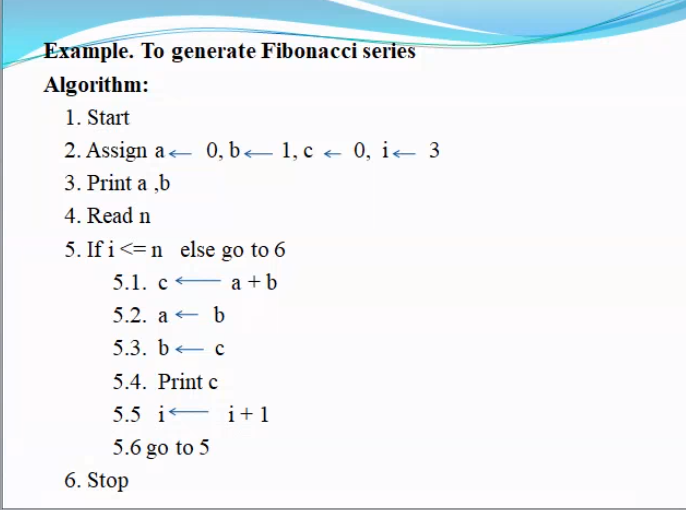 Example. To generate Fibonacci series
Algorithm:
1. Start
2. Assign a ← 0, b ← 1, c ← 0, i ← 3
3. Print a ,b
4. Read n
5. If i <= n else go to 6
5.1. c ← a + b
5.2. a ← b
5.3. b ← c
5.4. Print c
5.5 i ← i + 1
5.6 go to 5
6. Stop